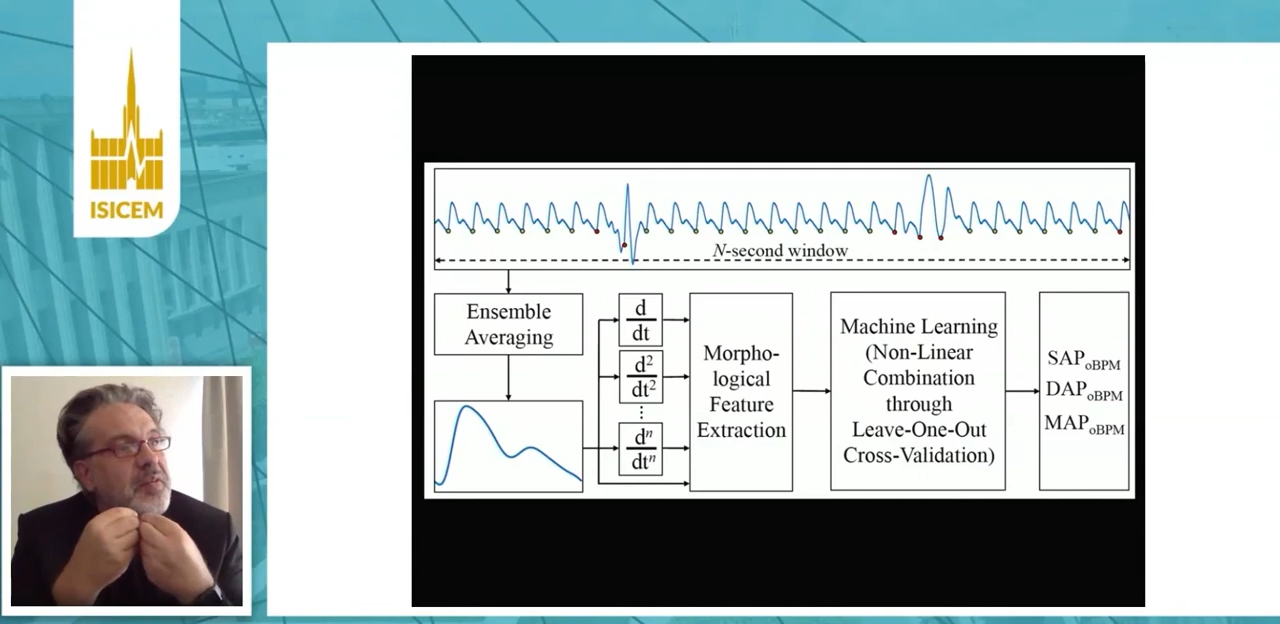 ISICEM
N-second window
Ensemble
Averaging
d
dt
d²
dt²
dⁿ
dtⁿ
Morpho-
logical
Feature
Extraction
Machine Learning
(Non-Linear
Combination
through
Leave-One-Out
Cross-Validation)
SAPoBPM
DAPoBPM
MAPoBPM